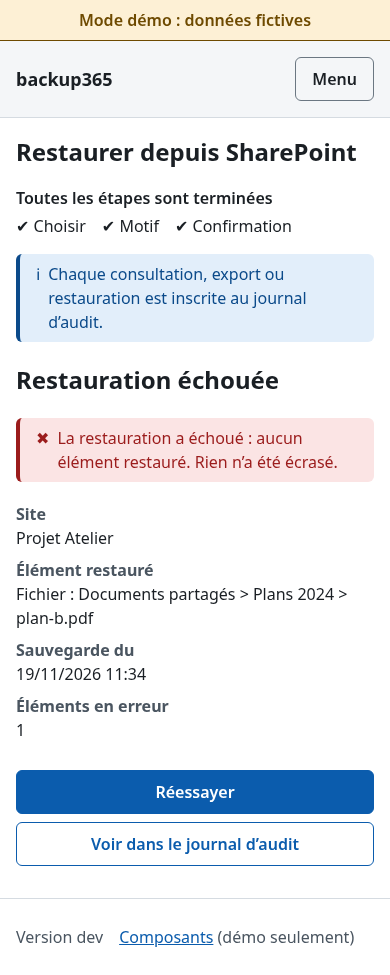 Mode démo : données fictives
backup365
Menu
Restaurer depuis SharePoint
Toutes les étapes sont terminées
✔ Choisir ✔ Motif ✔ Confirmation
i Chaque consultation, export ou
restauration est inscrite au journal
d’audit.
Restauration échouée
✖ La restauration a échoué : aucun
élément restauré. Rien n’a été écrasé.
Site
Projet Atelier
Élément restauré
Fichier : Documents partagés > Plans 2024 >
plan-b.pdf
Sauvegarde du
19/11/2026 11:34
Éléments en erreur
1
Réessayer
Voir dans le journal d’audit
Version dev Composants (démo seulement)